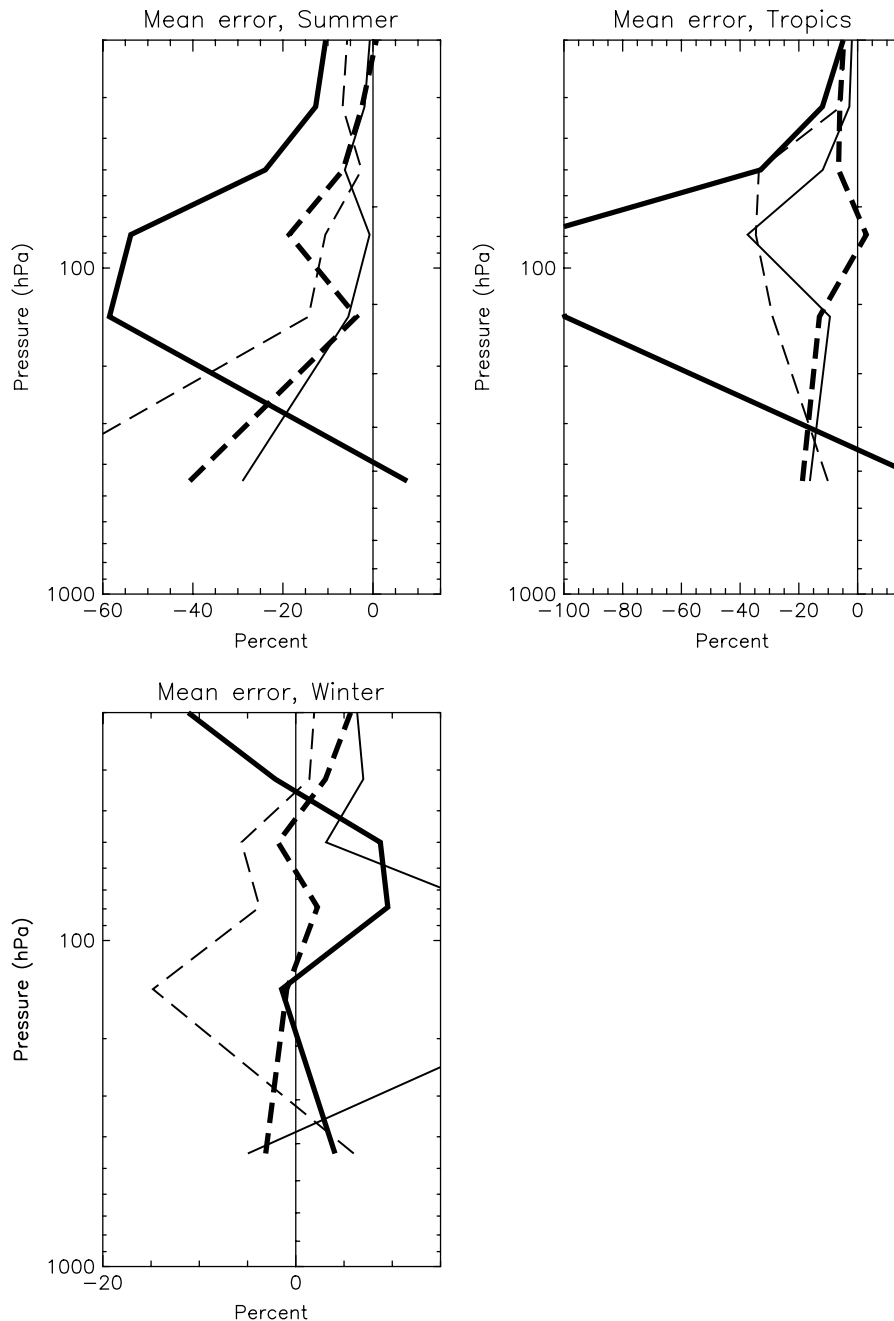 Mean error, Summer
Pressure (hPa)
100
1000
−60 −40 −20 0
Percent
Mean error, Tropics
Pressure (hPa)
100
1000
−100 −80 −60 −40 −20 0
Percent
Mean error, Winter
Pressure (hPa)
100
1000
−20 0
Percent